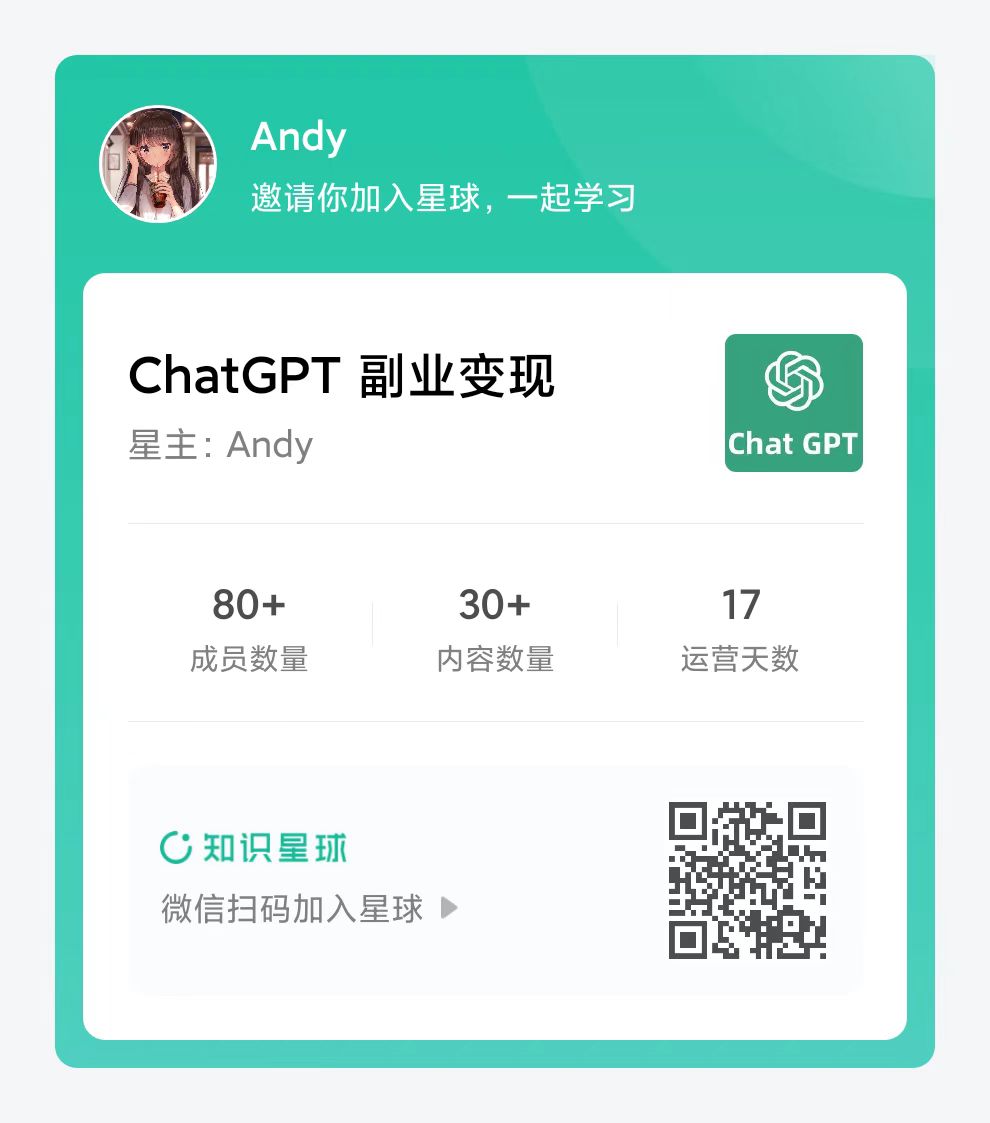 Andy
邀请你加入星球，一起学习
ChatGPT 副业变现
星主：Andy
Chat GPT
80+
30+
17
成员数量
内容数量
运营天数
知识星球
微信扫码加入星球